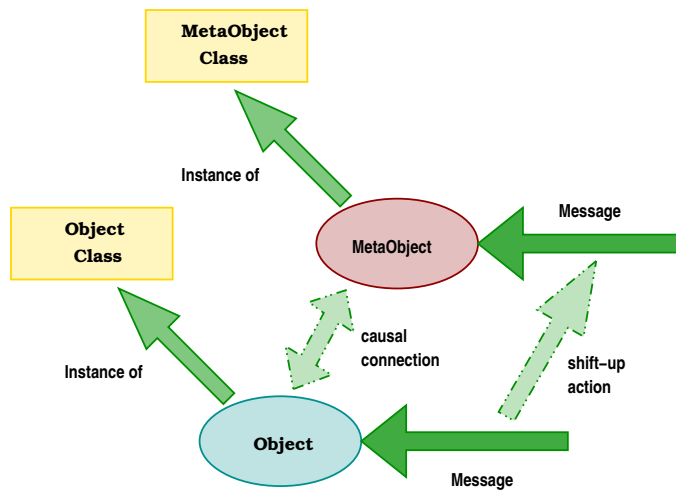 MetaObject
Class
Instance of
Message
Object
Class
MetaObject
causal
connection
shift-up
action
Instance of
Object
Message